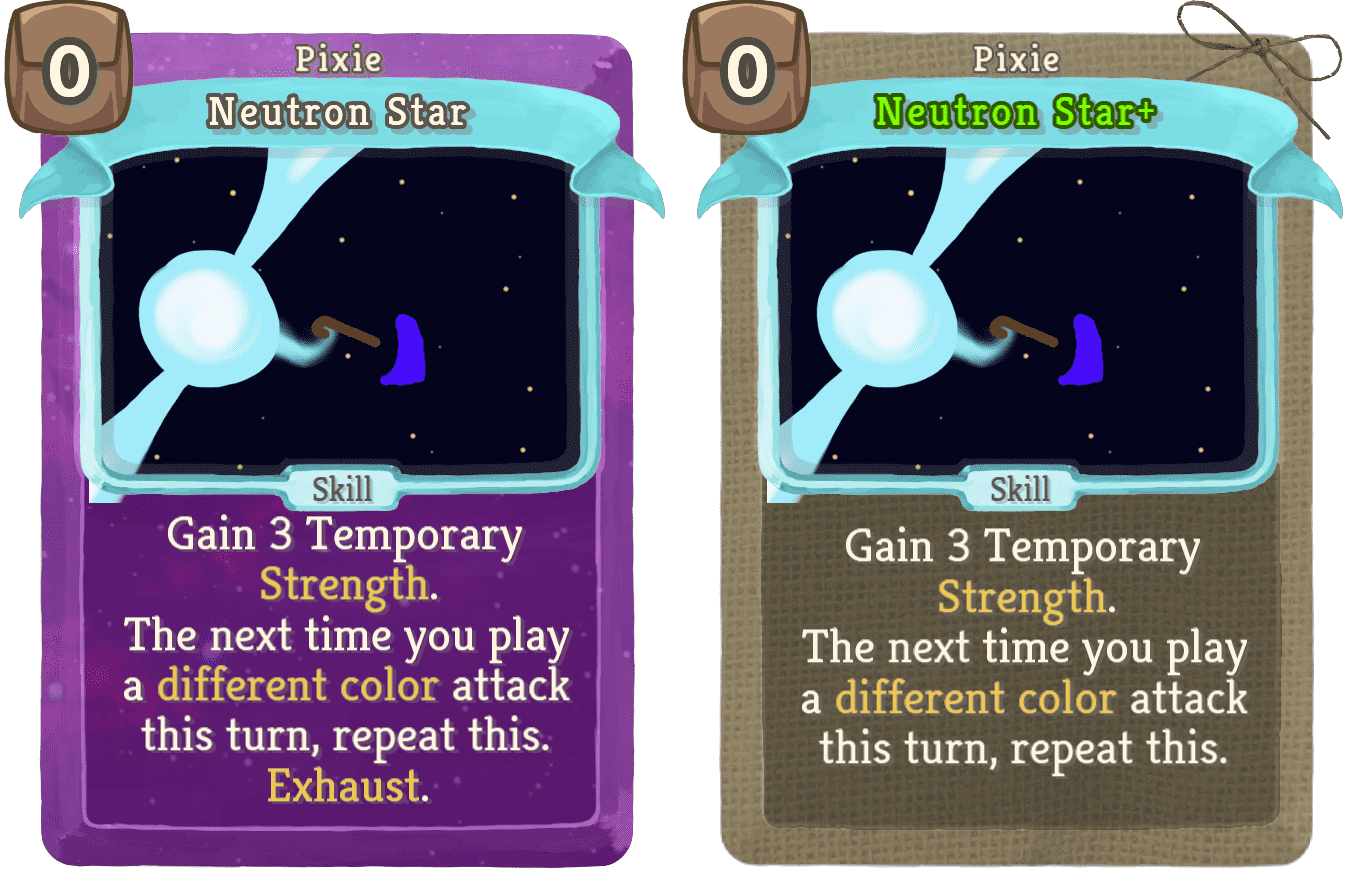 0
Pixie
Neutron Star
Skill
Gain 3 Temporary
Strength.
The next time you play
a different color attack
this turn, repeat this.
Exhaust.
0
Pixie
Neutron Star+
Skill
Gain 3 Temporary
Strength.
The next time you play
a different color attack
this turn, repeat this.